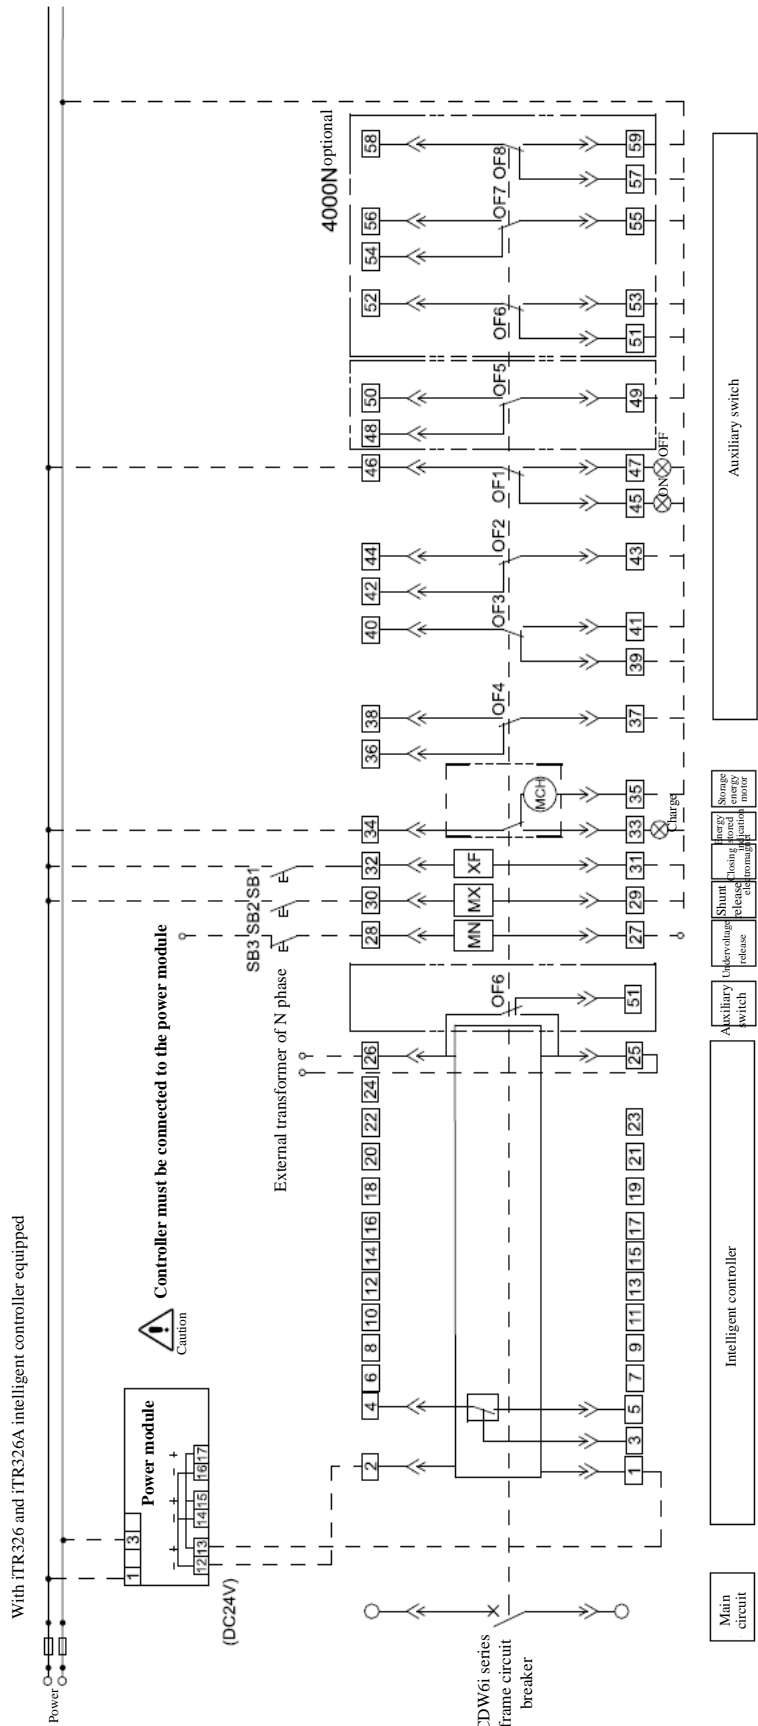 With iTR326 and iTR326A intelligent controller equipped
Power
1
3
Power module
− + − + − +
12 13 14 15 16 17
(DC24V)
Caution
Controller must be connected to the power module
External transformer of N phase
SB3 SB2 SB1
4000N optional
2
4
6
8
10
12
14
16
18
20
22
24
26
28
30
32
34
36
38
40
42
44
46
48
50
52
54
56
58
CDW6i series
frame circuit
breaker
OF6
MN
MX
XF
MCH
OF4
OF3
OF2
OF1
OF5
OF6
OF7
OF8
1
3
5
7
9
11
13
15
17
19
21
23
25
51
27
29
31
33
35
37
39
41
43
45
47
49
51
53
55
57
59
Charge
ON
OFF
Main
circuit
Intelligent controller
Auxiliary
switch
Undervoltage
release
Shunt
release
Closing
electromagnet
Energy
stored
indication
Storage
energy
motor
Auxiliary switch